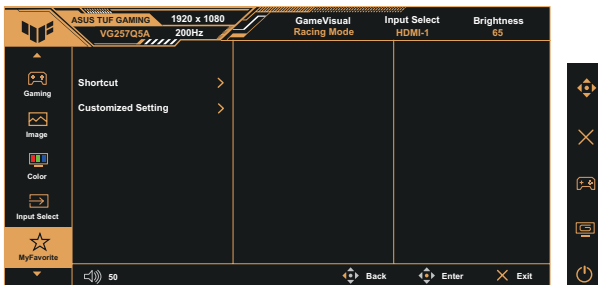 ASUS TUF GAMING 1920 x 1080 GameVisual Input Select Brightness
VG257Q5A 200Hz Racing Mode HDMI-1 65
Gaming
Image
Color
Input Select
MyFavorite
Shortcut
Customized Setting
50 Back Enter Exit